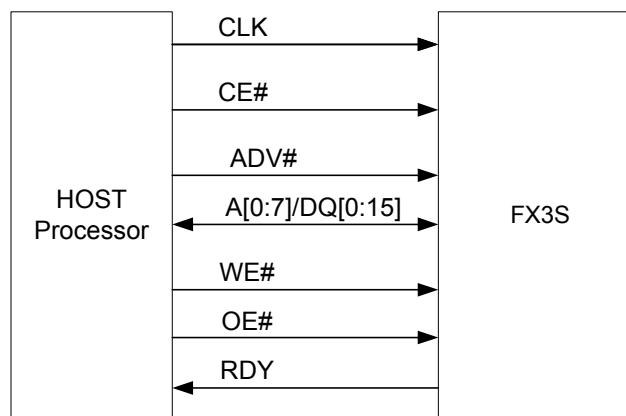 CLK
CE#
ADV#
A[0:7]/DQ[0:15]
HOST
Processor
FX3S
WE#
OE#
RDY